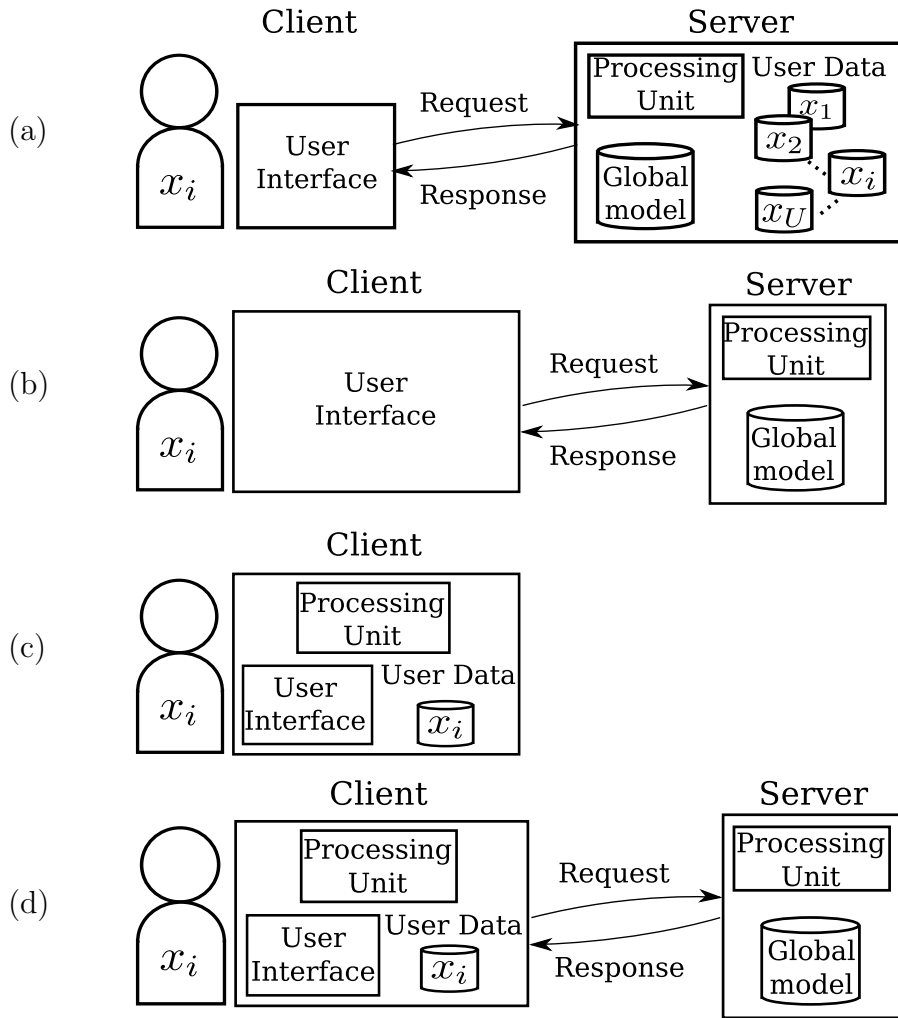 Client
Server
(a)
x_i
User
Interface
Request
Response
Processing
Unit
Global
model
User Data
x_1
x_2
x_i
x_U
Client
Server
(b)
x_i
User
Interface
Request
Response
Processing
Unit
Global
model
Client
(c)
x_i
Processing
Unit
User
Interface
User Data
x_i
Client
Server
(d)
x_i
Processing
Unit
User
Interface
User Data
x_i
Request
Response
Processing
Unit
Global
model